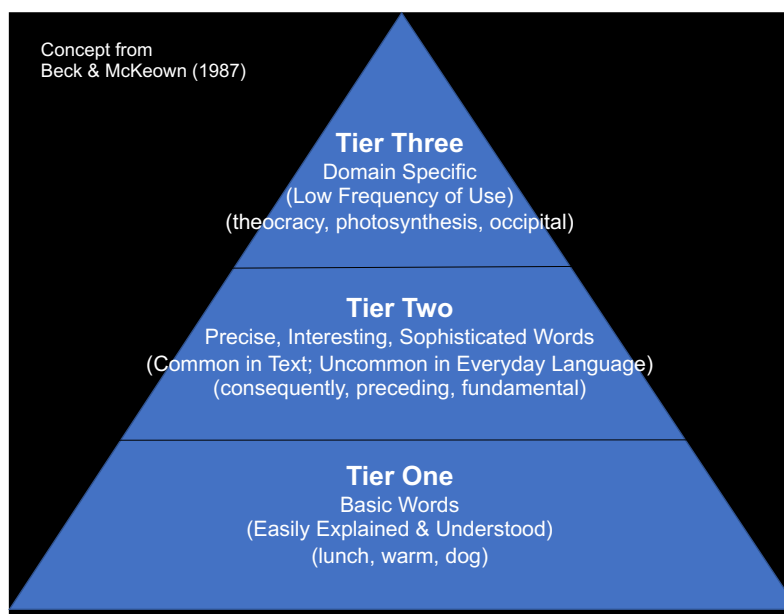 Concept from
Beck & McKeown (1987)
Tier Three
Domain Specific
(Low Frequency of Use)
(theocracy, photosynthesis, occipital)
Tier Two
Precise, Interesting, Sophisticated Words
(Common in Text; Uncommon in Everyday Language)
(consequently, preceding, fundamental)
Tier One
Basic Words
(Easily Explained & Understood)
(lunch, warm, dog)